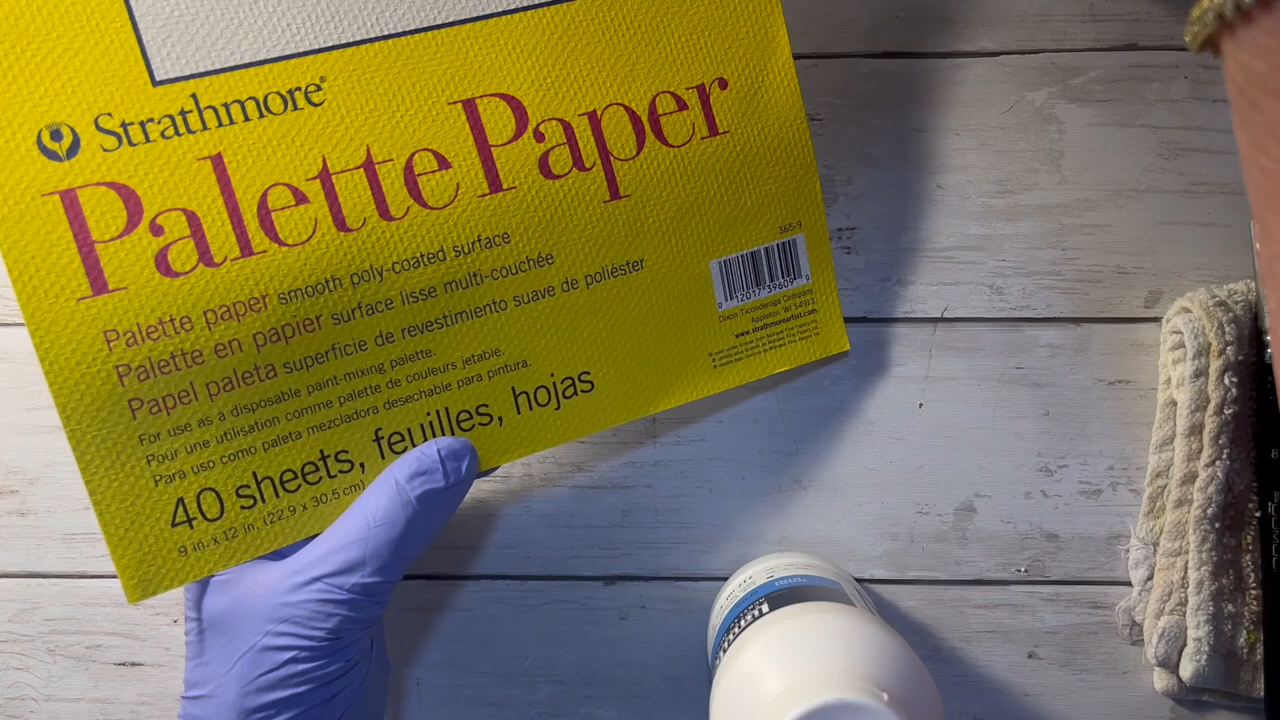 Strathmore®
Palette Paper
Palette paper smooth poly-coated surface
Palette en papier surface lisse multi-couchée
Papel paleta superficie de revestimiento suave de poliéster
For use as a disposable paint-mixing palette.
Pour une utilisation comme palette de couleurs jetable.
Para uso como paleta mezcladora desechable para pintura.
40 sheets, feuilles, hojas
9 in. x 12 in. (22.9 x 30.5 cm)
365-9
0 12017 39609 0
Dixon Ticonderoga Company
Appleton, WI 54913
www.strathmoreartist.com